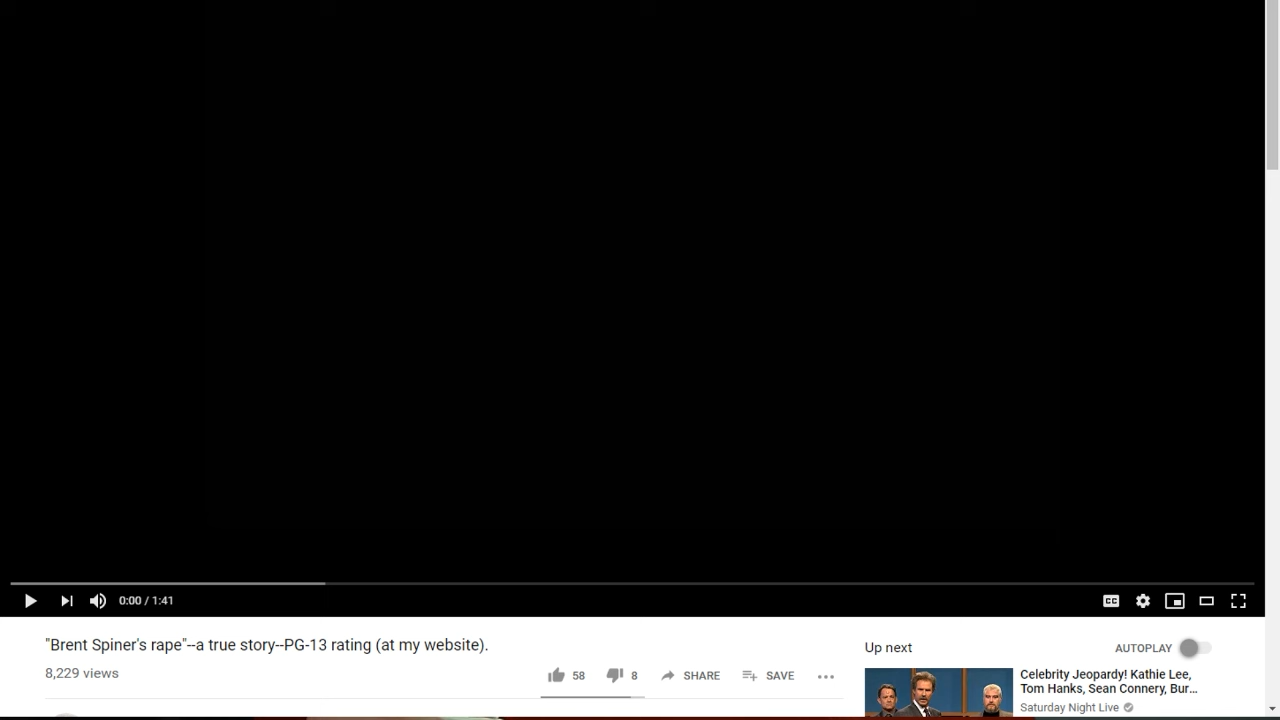 0:00 / 1:41
CC
"Brent Spiner's rape"--a true story--PG-13 rating (at my website).
8,229 views
58
8
SHARE
SAVE
Up next
AUTOPLAY
Celebrity Jeopardy! Kathie Lee,
Tom Hanks, Sean Connery, Bur...
Saturday Night Live